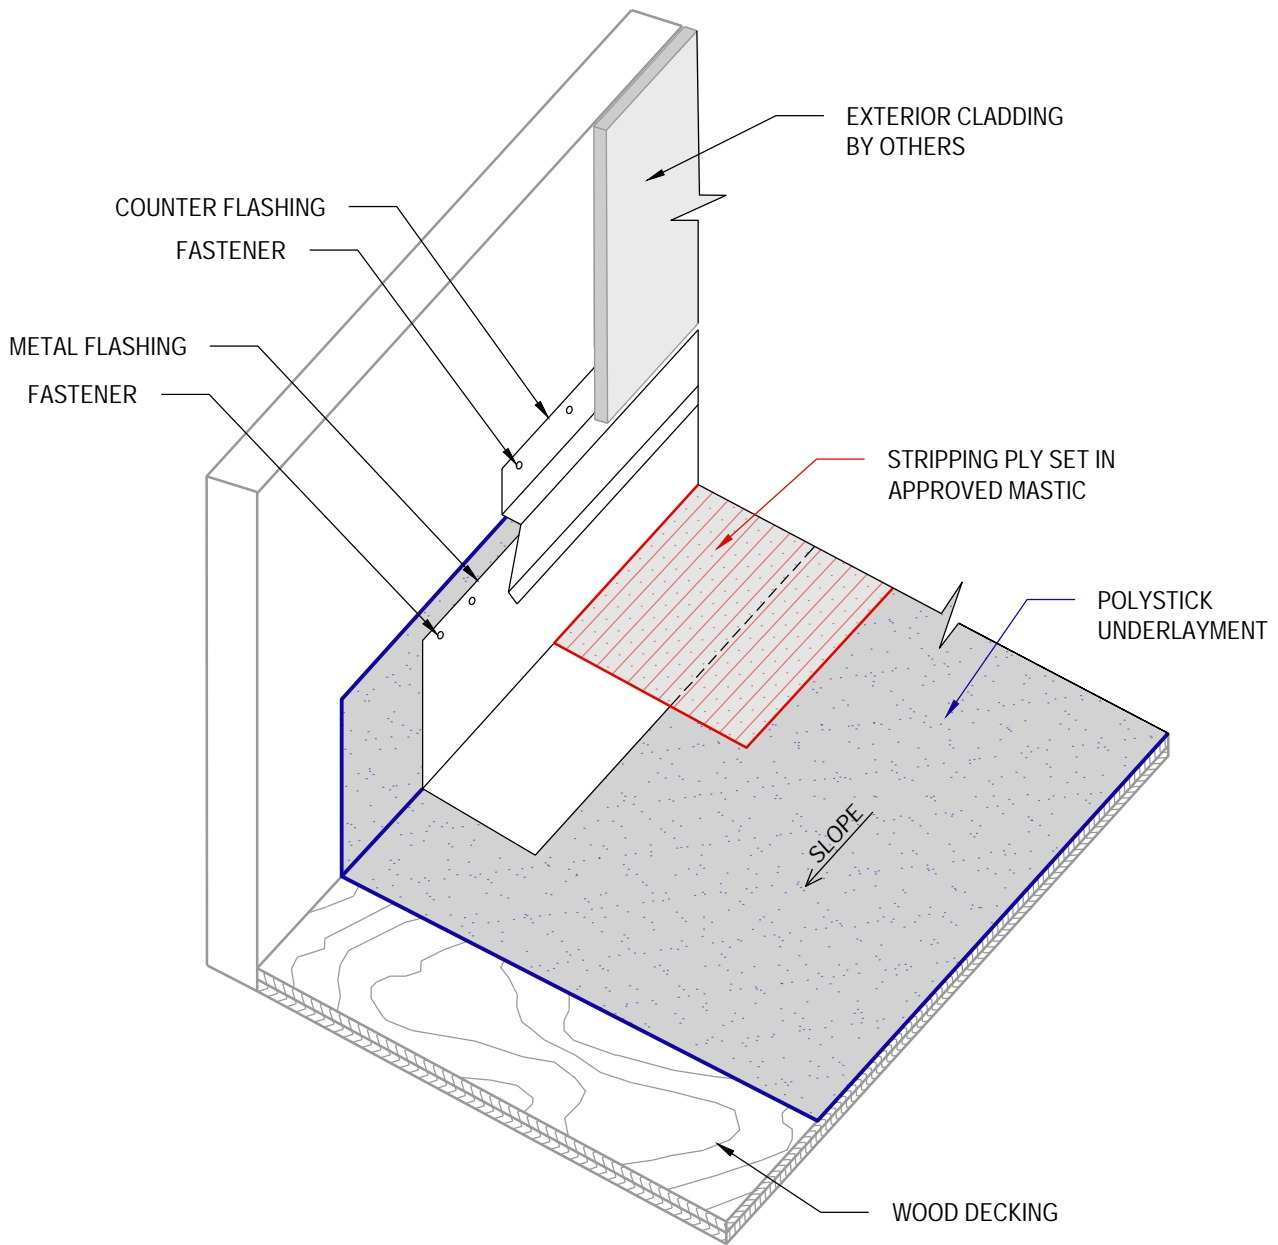 EXTERIOR CLADDING
BY OTHERS
COUNTER FLASHING
FASTENER
METAL FLASHING
FASTENER
STRIPPING PLY SET IN
APPROVED MASTIC
POLYSTICK
UNDERLAYMENT
SLOPE
WOOD DECKING